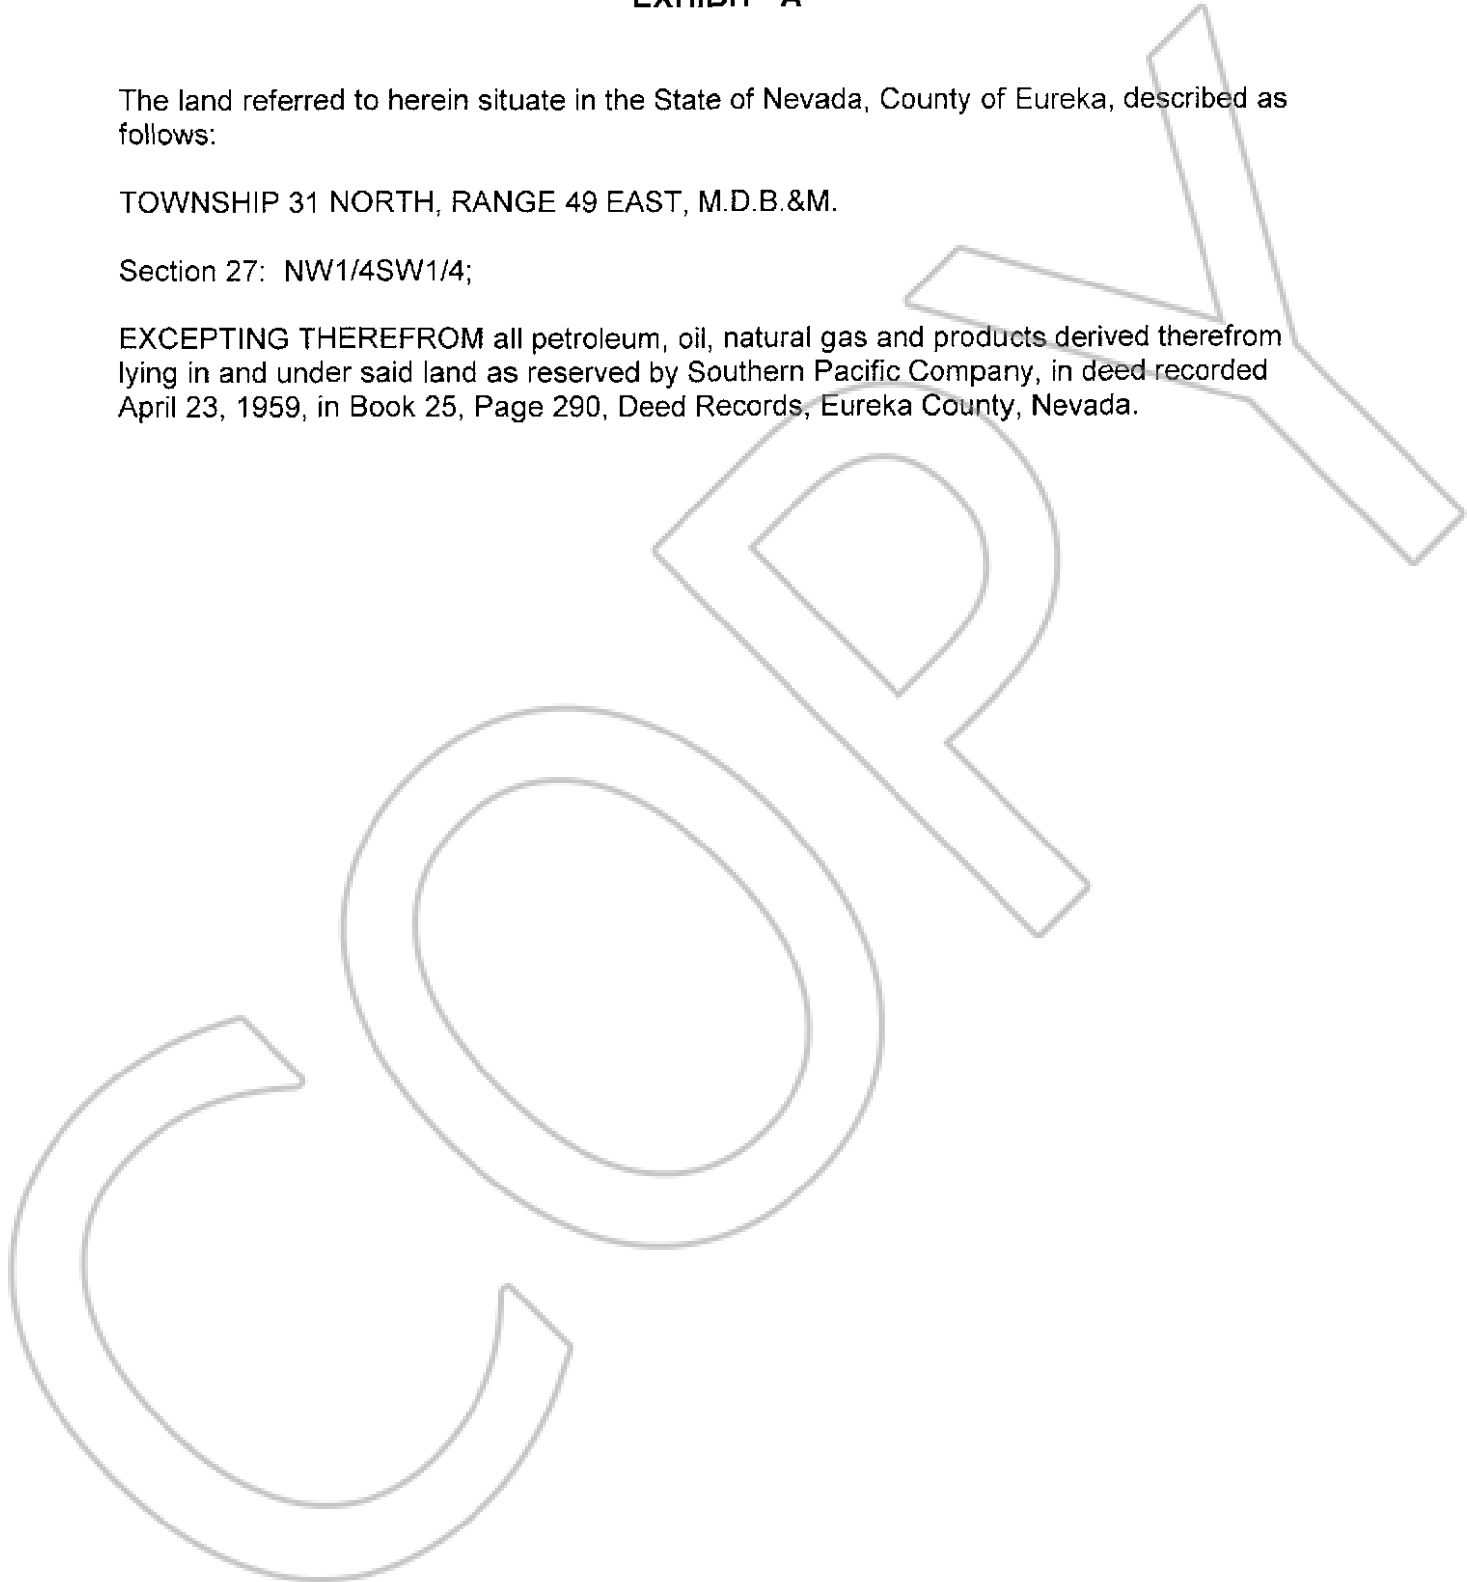 EXHIBIT "A"
The land referred to herein situate in the State of Nevada, County of Eureka, described as
follows:
TOWNSHIP 31 NORTH, RANGE 49 EAST, M.D.B.&M.
Section 27: NW1/4SW1/4;
EXCEPTING THEREFROM all petroleum, oil, natural gas and products derived therefrom
lying in and under said land as reserved by Southern Pacific Company, in deed recorded
April 23, 1959, in Book 25, Page 290, Deed Records, Eureka County, Nevada.
COPY